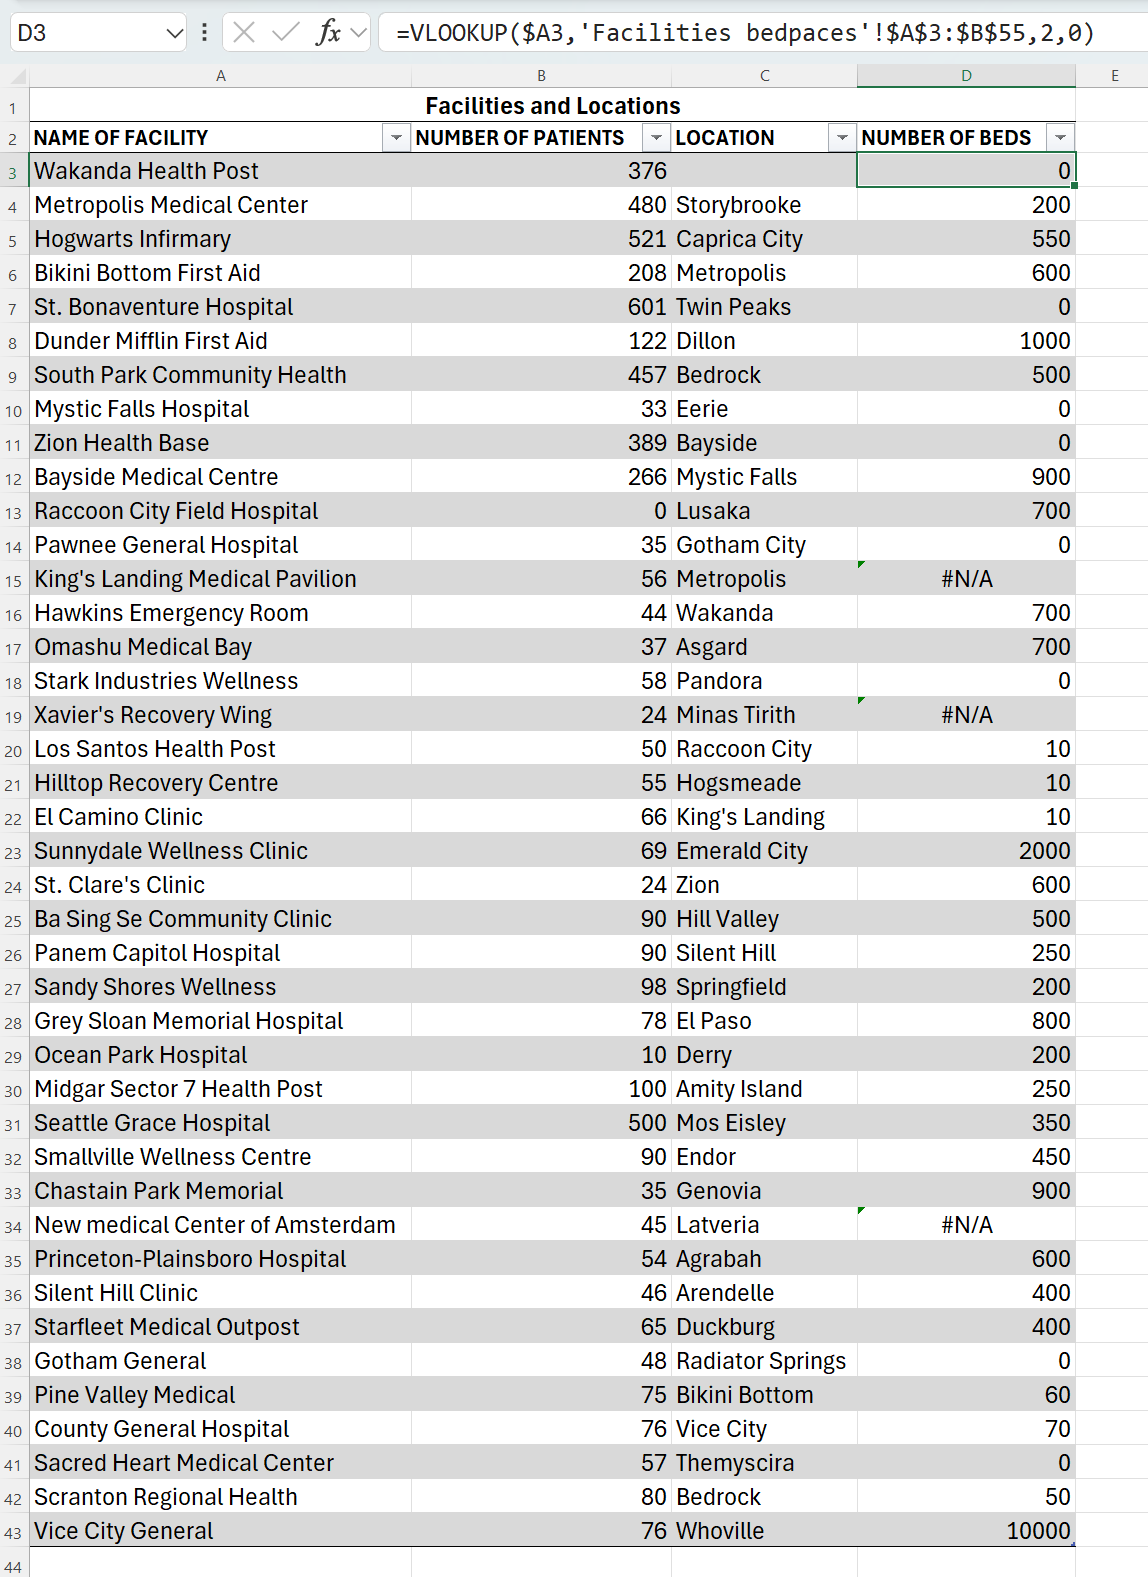 D3 fx =VLOOKUP($A3,'Facilities bedpaces'!$A$3:$B$55,2,0)
A B C D E
1 Facilities and Locations
2 NAME OF FACILITY NUMBER OF PATIENTS LOCATION NUMBER OF BEDS
3 Wakanda Health Post 376 0
4 Metropolis Medical Center 480 Storybrooke 200
5 Hogwarts Infirmary 521 Caprica City 550
6 Bikini Bottom First Aid 208 Metropolis 600
7 St. Bonaventure Hospital 601 Twin Peaks 0
8 Dunder Mifflin First Aid 122 Dillon 1000
9 South Park Community Health 457 Bedrock 500
10 Mystic Falls Hospital 33 Eerie 0
11 Zion Health Base 389 Bayside 0
12 Bayside Medical Centre 266 Mystic Falls 900
13 Raccoon City Field Hospital 0 Lusaka 700
14 Pawnee General Hospital 35 Gotham City 0
15 King's Landing Medical Pavilion 56 Metropolis #N/A
16 Hawkins Emergency Room 44 Wakanda 700
17 Omashu Medical Bay 37 Asgard 700
18 Stark Industries Wellness 58 Pandora 0
19 Xavier's Recovery Wing 24 Minas Tirith #N/A
20 Los Santos Health Post 50 Raccoon City 10
21 Hilltop Recovery Centre 55 Hogsmeade 10
22 El Camino Clinic 66 King's Landing 10
23 Sunnydale Wellness Clinic 69 Emerald City 2000
24 St. Clare's Clinic 24 Zion 600
25 Ba Sing Se Community Clinic 90 Hill Valley 500
26 Panem Capitol Hospital 90 Silent Hill 250
27 Sandy Shores Wellness 98 Springfield 200
28 Grey Sloan Memorial Hospital 78 El Paso 800
29 Ocean Park Hospital 10 Derry 200
30 Midgar Sector 7 Health Post 100 Amity Island 250
31 Seattle Grace Hospital 500 Mos Eisley 350
32 Smallville Wellness Centre 90 Endor 450
33 Chastain Park Memorial 35 Genovia 900
34 New medical Center of Amsterdam 45 Latveria #N/A
35 Princeton-Plainsboro Hospital 54 Agrabah 600
36 Silent Hill Clinic 46 Arendelle 400
37 Starfleet Medical Outpost 65 Duckburg 400
38 Gotham General 48 Radiator Springs 0
39 Pine Valley Medical 75 Bikini Bottom 60
40 County General Hospital 76 Vice City 70
41 Sacred Heart Medical Center 57 Themyscira 0
42 Scranton Regional Health 80 Bedrock 50
43 Vice City General 76 Whoville 10000
44